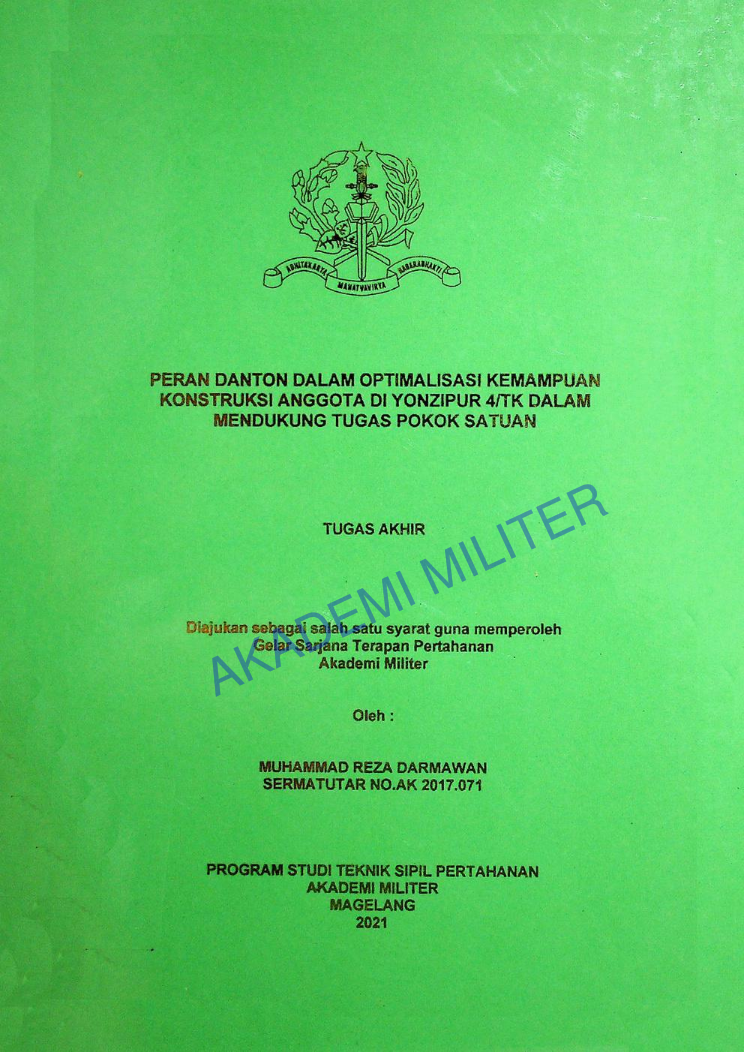 ADHITAKARYA
MAHATVAVIRYA
NAGARABHAKTI
PERAN DANTON DALAM OPTIMALISASI KEMAMPUAN
KONSTRUKSI ANGGOTA DI YONZIPUR 4/TK DALAM
MENDUKUNG TUGAS POKOK SATUAN
TUGAS AKHIR
AKADEMI MILITER
Diajukan sebagai salah satu syarat guna memperoleh
Gelar Sarjana Terapan Pertahanan
Akademi Militer
Oleh :
MUHAMMAD REZA DARMAWAN
SERMATUTAR NO.AK 2017.071
PROGRAM STUDI TEKNIK SIPIL PERTAHANAN
AKADEMI MILITER
MAGELANG
2021